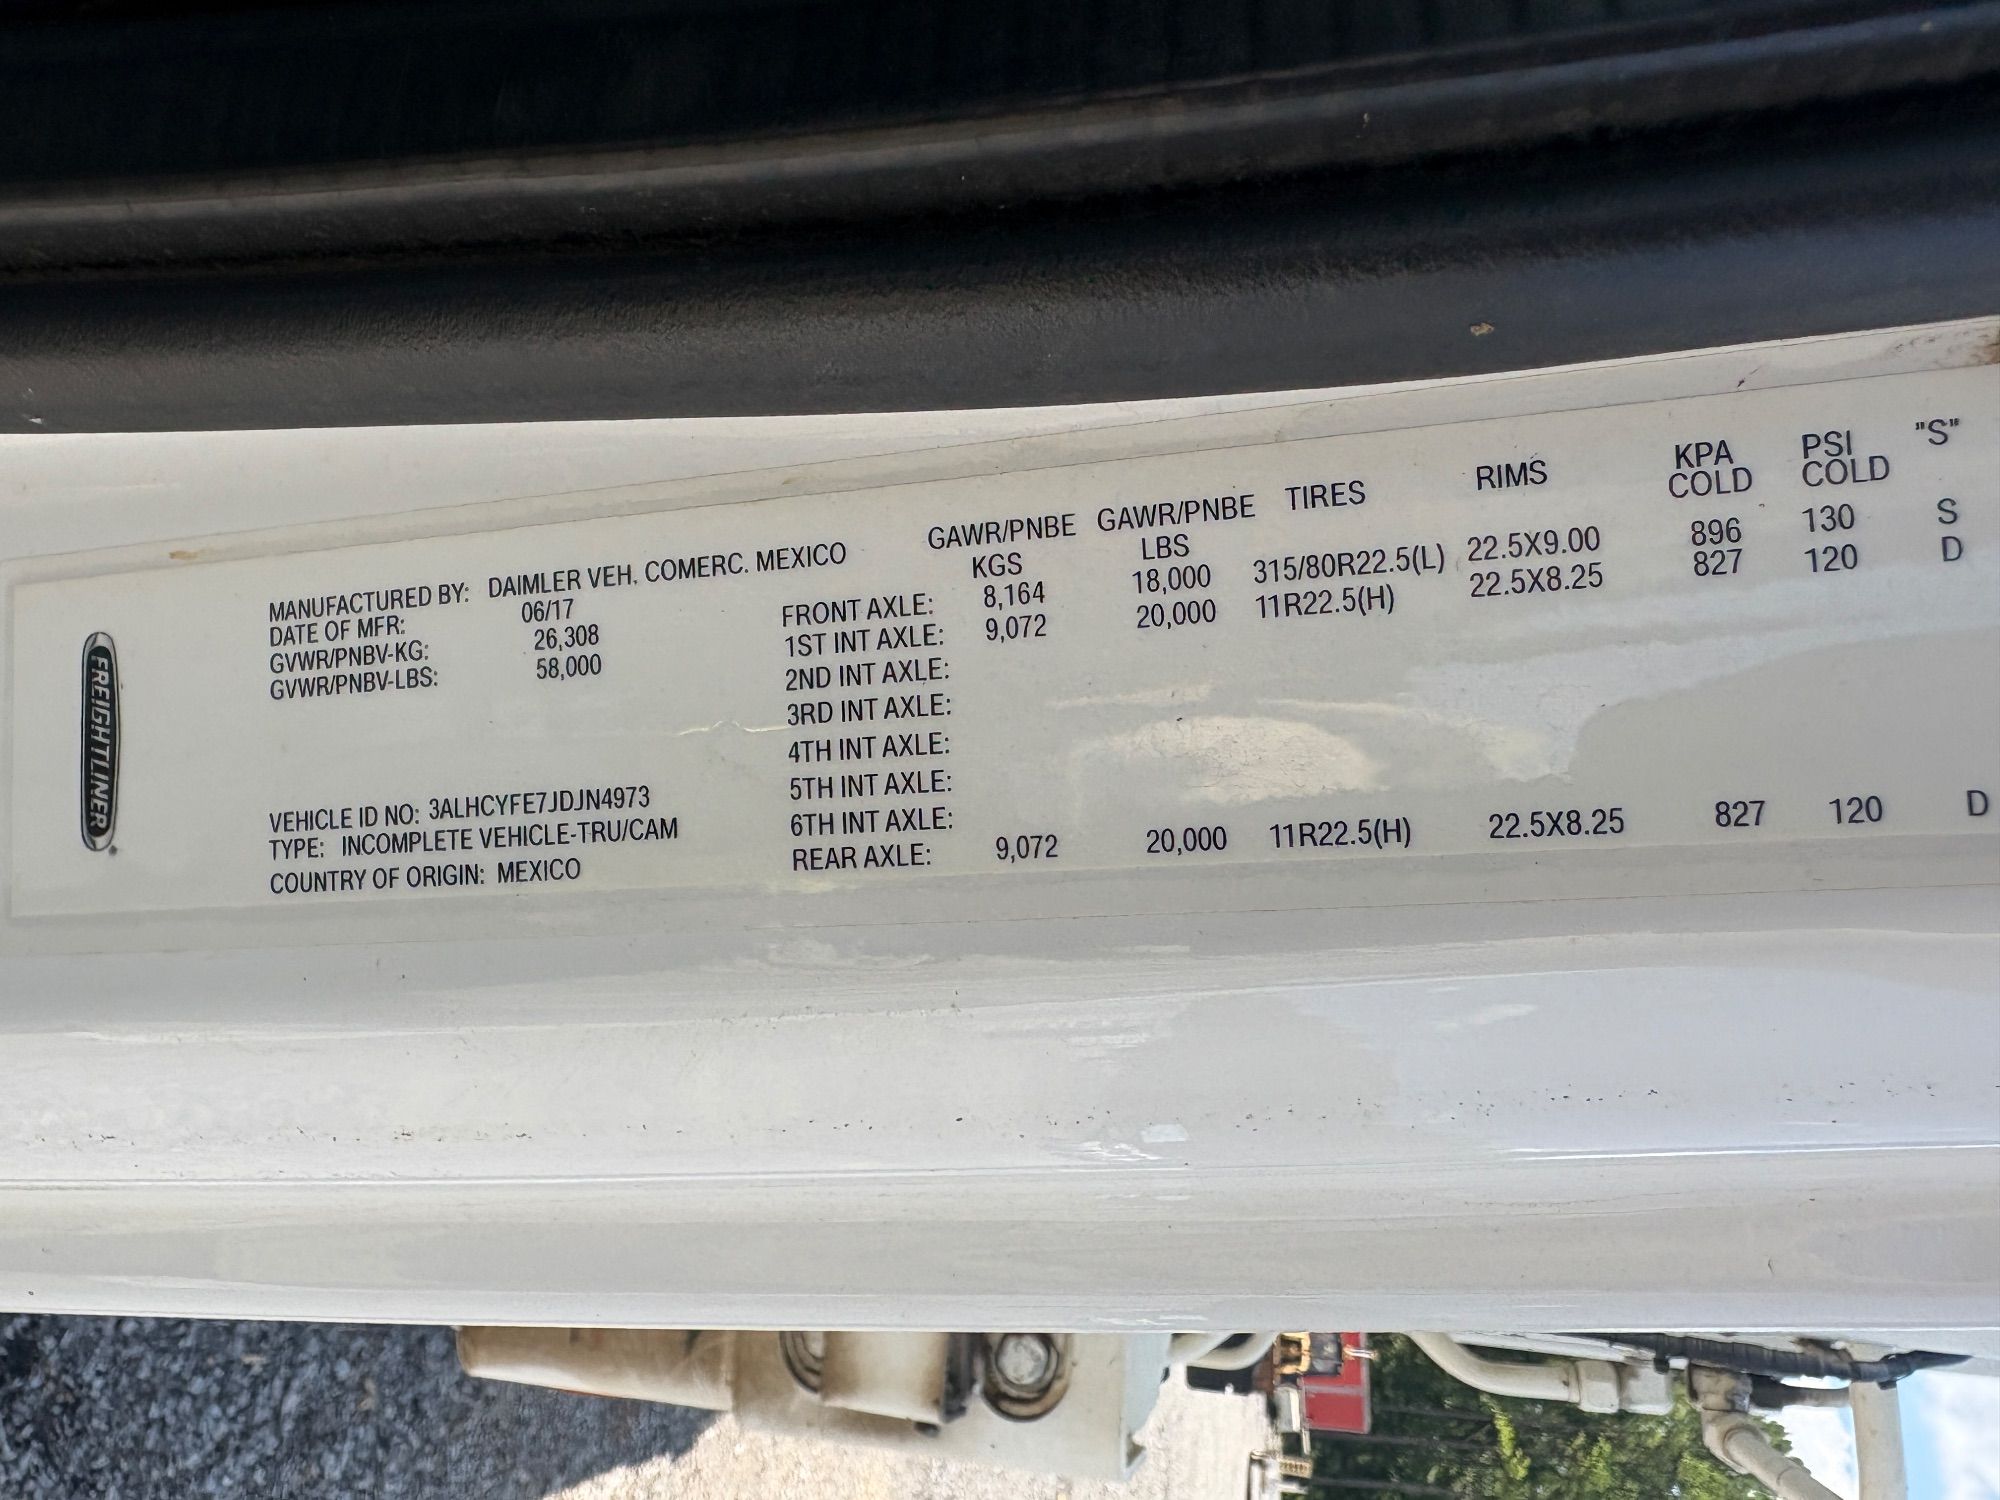 FREIGHTLINER
MANUFACTURED BY: DAIMLER VEH. COMERC. MEXICO
DATE OF MFR: 06/17
GVWR/PNBV-KG: 26,308
GVWR/PNBV-LBS: 58,000
VEHICLE ID NO: 3ALHCYFE7JDJN4973
TYPE: INCOMPLETE VEHICLE-TRU/CAM
COUNTRY OF ORIGIN: MEXICO
GAWR/PNBE KGS GAWR/PNBE LBS TIRES RIMS KPA COLD PSI COLD "S"
FRONT AXLE: 8,164 18,000 315/80R22.5(L) 22.5X9.00 896 130 S
1ST INT AXLE: 9,072 20,000 11R22.5(H) 22.5X8.25 827 120 D
2ND INT AXLE:
3RD INT AXLE:
4TH INT AXLE:
5TH INT AXLE:
6TH INT AXLE:
REAR AXLE: 9,072 20,000 11R22.5(H) 22.5X8.25 827 120 D